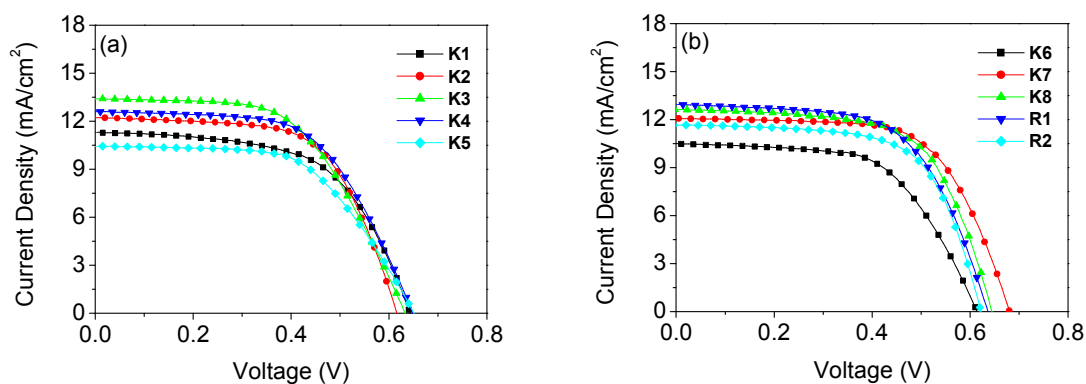 (a)
K1
K2
K3
K4
K5
18
15
12
9
6
3
0
0.0
0.2
0.4
0.6
0.8
Current Density (mA/cm²)
Voltage (V)
(b)
K6
K7
K8
R1
R2
18
15
12
9
6
3
0
0.0
0.2
0.4
0.6
0.8
Current Density (mA/cm²)
Voltage (V)